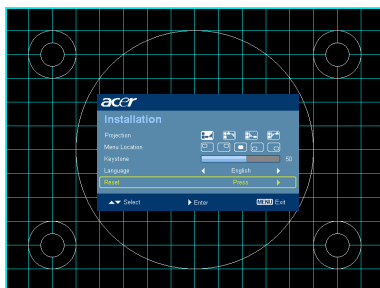 acer
Installation
Projection
Menu Location
Keystone 50
Language English
Reset Press
Select Enter MENU Exit